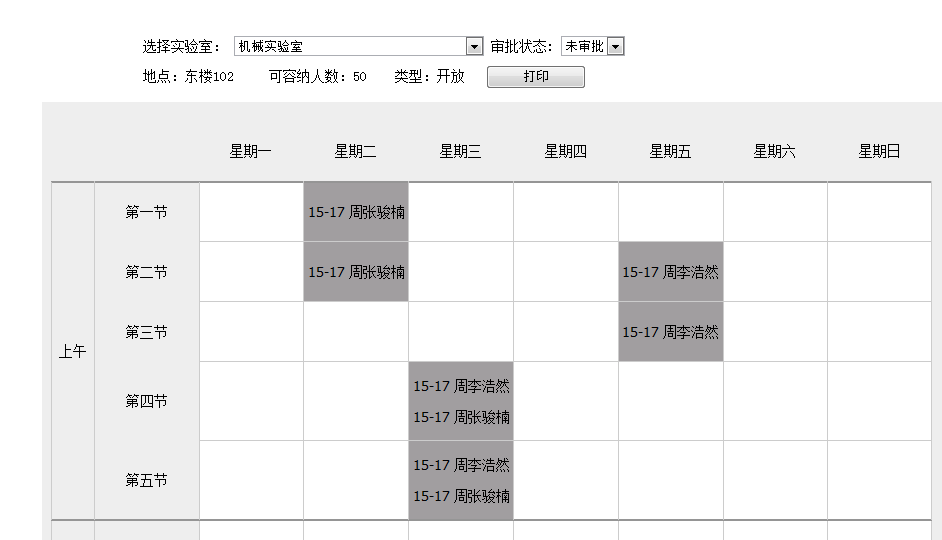 选择实验室： 机械实验室 审批状态： 未审批
地点：东楼102 可容纳人数：50 类型：开放 打印
星期一 星期二 星期三 星期四 星期五 星期六 星期日
第一节 15-17 周张骏楠
第二节 15-17 周张骏楠 15-17 周李浩然
第三节 15-17 周李浩然
上午
第四节 15-17 周李浩然
15-17 周张骏楠
第五节 15-17 周李浩然
15-17 周张骏楠